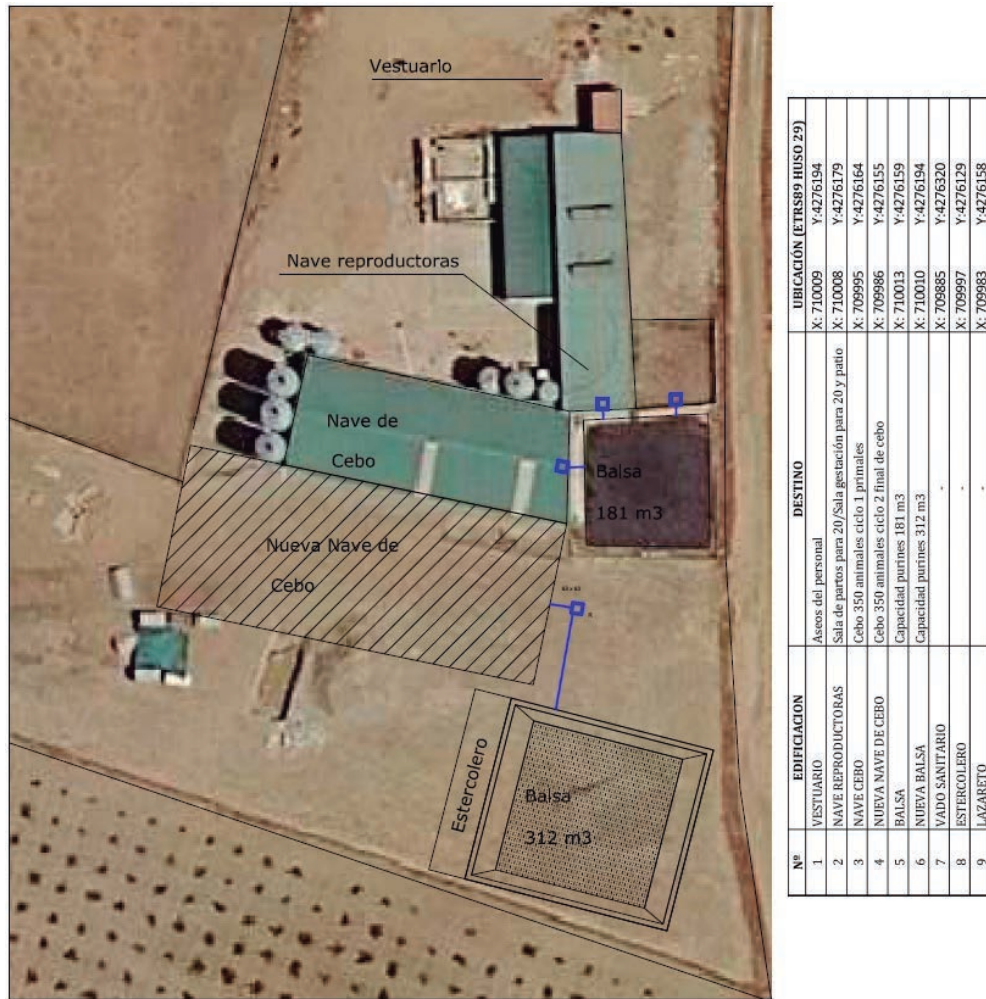 Vestuario
Nave reproductoras
Nave de
Cebo
Balsa
181 m3
Nueva Nave de
Cebo
Estercolero
Balsa
312 m3
Nº EDIFICIACION DESTINO UBICACIÓN (ETRS89 HUSO 29)
1 VESTUARIO Aseos del personal X: 710009 Y:4276194
2 NAVE REPRODUCTORAS Sala de partos para 20/Sala gestación para 20 y patio X: 710008 Y:4276179
3 NAVE CEBO Cebo 350 animales ciclo 1 primales X: 709995 Y:4276164
4 NUEVA NAVE DE CEBO Cebo 350 animales ciclo 2 final de cebo X: 709986 Y:4276155
5 BALSA Capacidad purines 181 m3 X: 710013 Y:4276159
6 NUEVA BALSA Capacidad purines 312 m3 X: 710010 Y:4276194
7 VADO SANITARIO - X: 709885 Y:4276320
8 ESTERCOLERO - X: 709997 Y:4276129
9 LAZARETO - X: 709983 Y:4276158